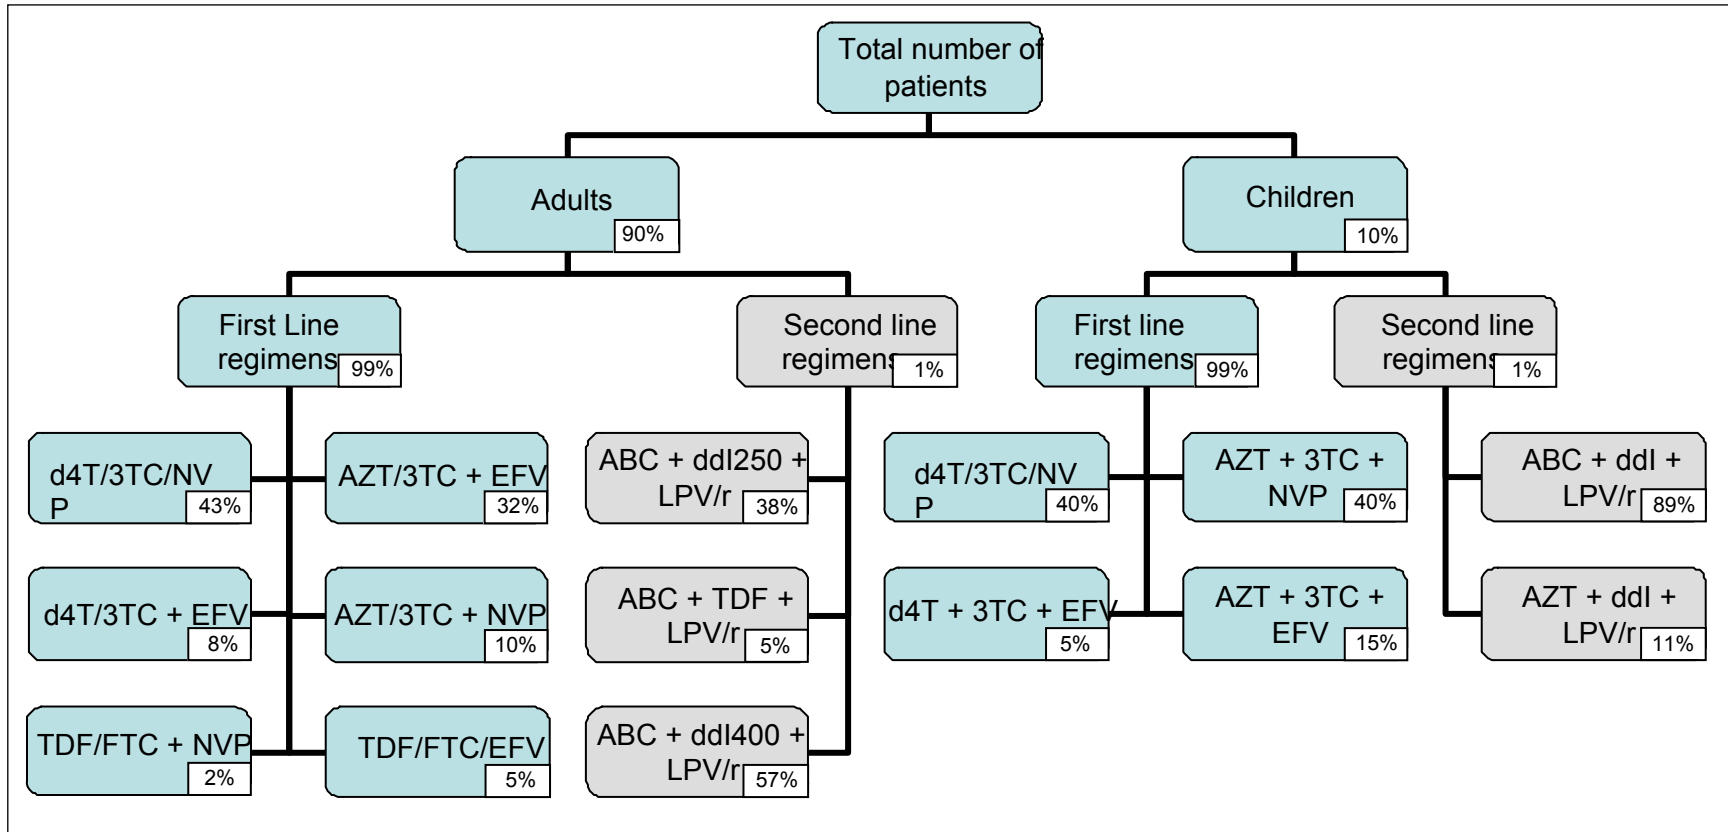 Total number of
patients
Adults
90%
Children
10%
First Line
regimens
99%
Second line
regimens
1%
First line
regimens
99%
Second line
regimens
1%
d4T/3TC/NV
P
43%
AZT/3TC + EFV
32%
ABC + ddI250 +
LPV/r
38%
d4T/3TC/NV
P
40%
AZT + 3TC +
NVP
40%
ABC + ddI +
LPV/r
89%
d4T/3TC + EFV
8%
AZT/3TC + NVP
10%
ABC + TDF +
LPV/r
5%
d4T + 3TC + EFV
5%
AZT + 3TC +
EFV
15%
AZT + ddI +
LPV/r
11%
TDF/FTC + NVP
2%
TDF/FTC/EFV
5%
ABC + ddI400 +
LPV/r
57%